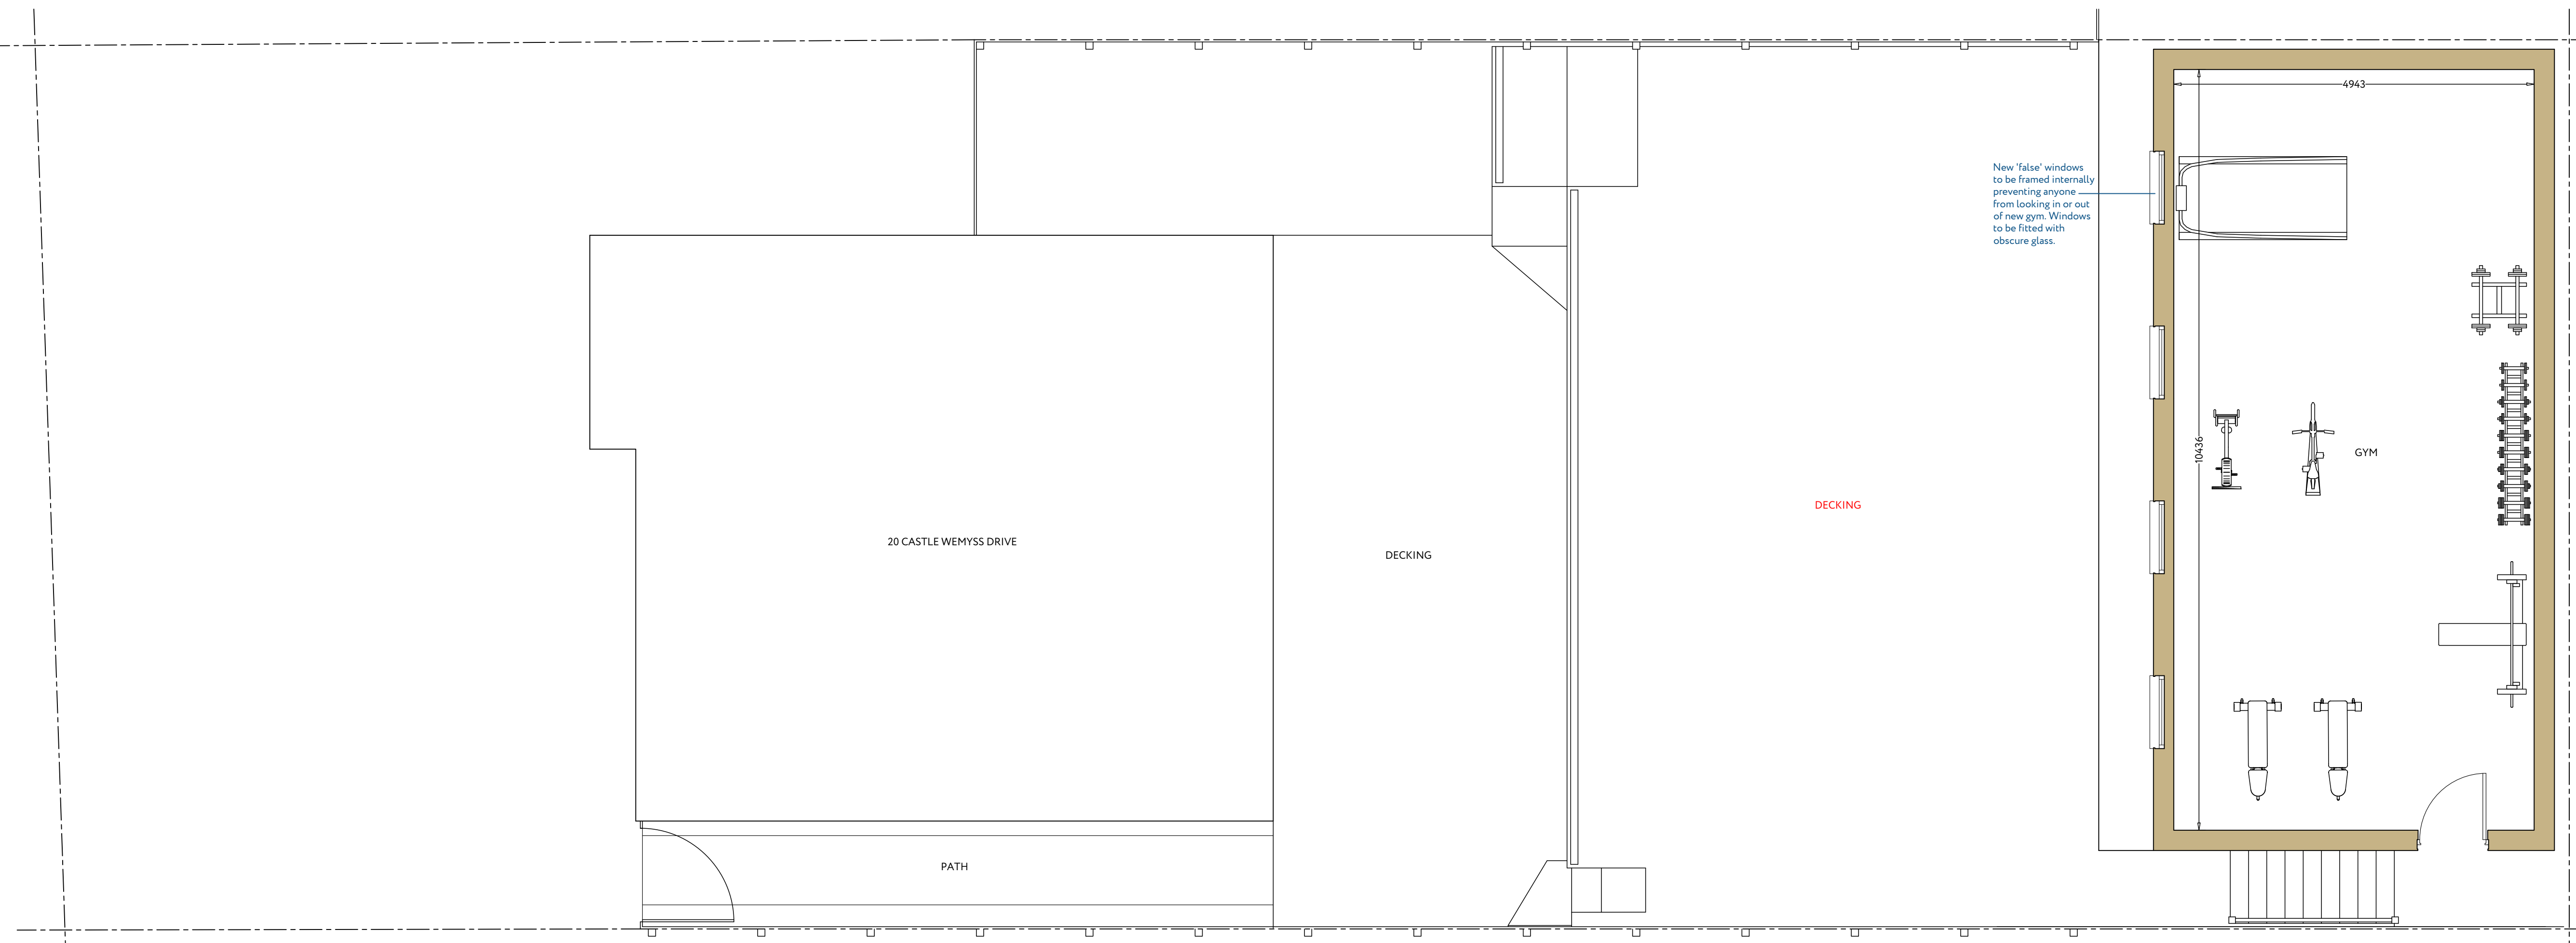 4943
New 'false' windows
to be framed internally
preventing anyone
from looking in or out
of new gym. Windows
to be fitted with
obscure glass.
10436
GYM
DECKING
20 CASTLE WEMYSS DRIVE
DECKING
PATH